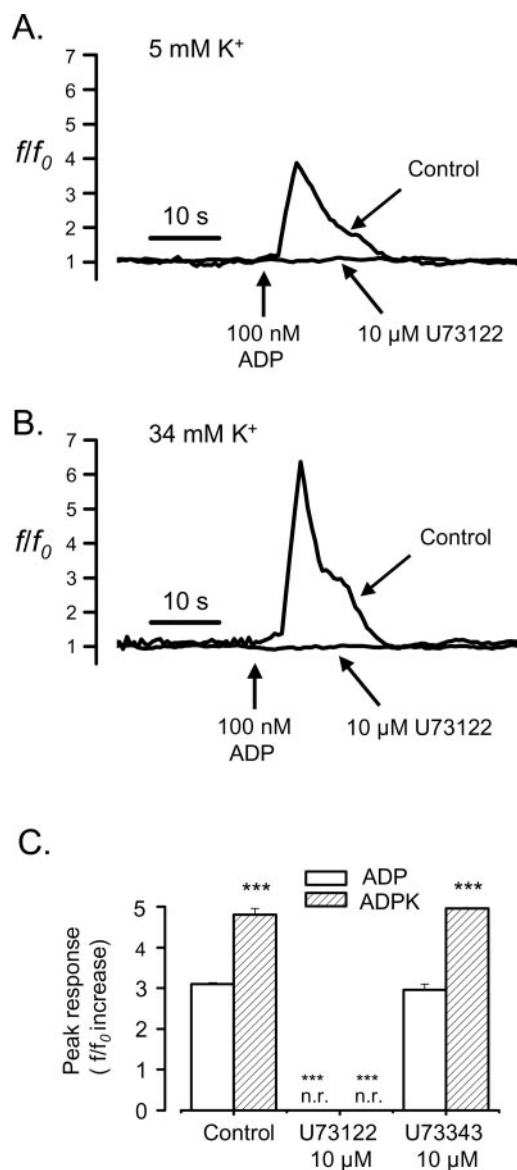 A.
5 mM K⁺
7
6
5
4
3
2
1
f/f₀
10 s
Control
100 nM
ADP
10 µM U73122
B.
34 mM K⁺
7
6
5
4
3
2
1
f/f₀
10 s
Control
100 nM
ADP
10 µM U73122
C.
*** ADP ***
ADPK
5
4
3
2
1
0
Peak response
( f/f₀ increase)
*** ***
n.r. n.r.
Control U73122 U73343
10 µM 10 µM